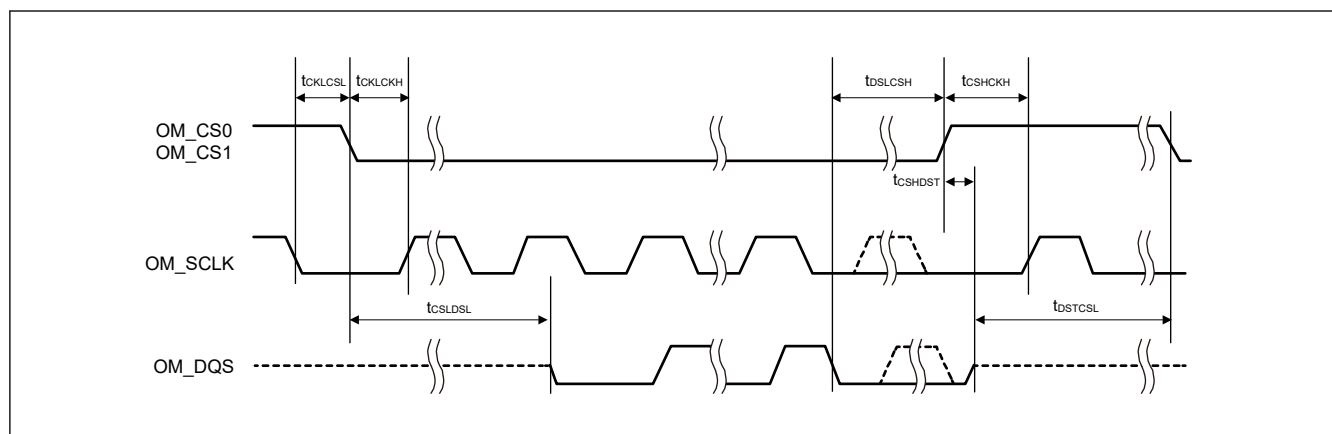 tCKLCSL tCKLCKH tDSLCSH tCSHCKH
OM_CS0
OM_CS1
tCSHDST
OM_SCLK
tCSLDSL tDSTCSL
OM_DQS